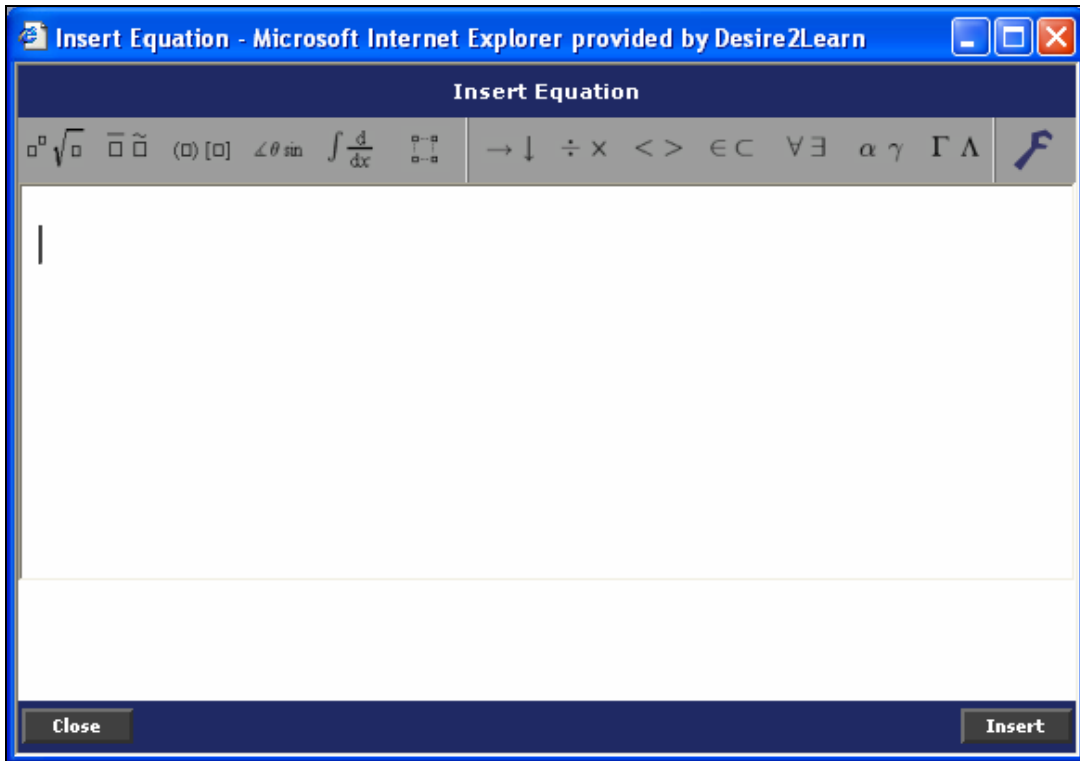 Insert Equation - Microsoft Internet Explorer provided by Desire2Learn
Insert Equation
□° √□ □̅ □̃ (□) [□] ∠θ sin ∫ d/dx → ↓ ÷ × < > ∈ ⊂ ∀ ∃ α γ Γ Λ
Close Insert